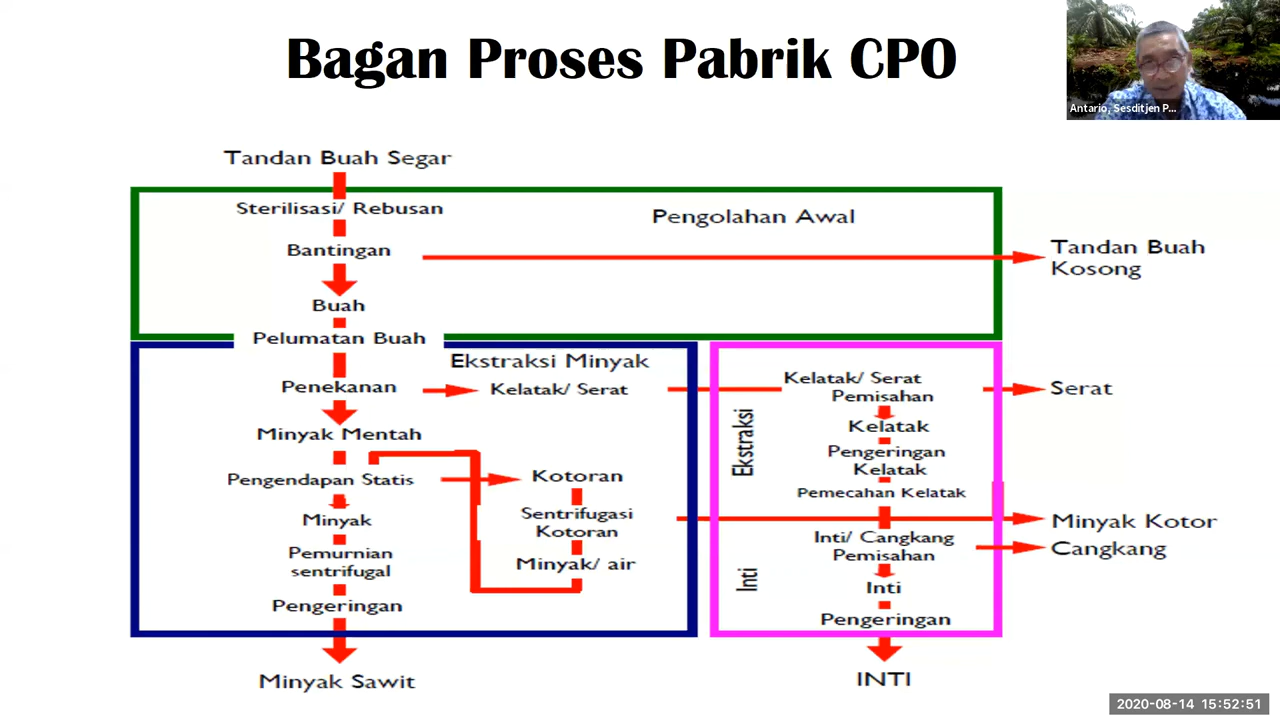 Bagan Proses Pabrik CPO
Antario, Sesditjen P...
Tandan Buah Segar
Sterilisasi/ Rebusan
Pengolahan Awal
Bantingan
Tandan Buah
Kosong
Buah
Pelumatan Buah
Ekstraksi Minyak
Penekanan
Kelatak/ Serat
Minyak Mentah
Pengendapan Statis
Kotoran
Minyak
Sentrifugasi
Kotoran
Pemurnian
sentrifugal
Minyak/ air
Pengeringan
Minyak Sawit
Ekstraksi
Inti
Kelatak/ Serat
Pemisahan
Serat
Kelatak
Pengeringan
Kelatak
Pemecahan Kelatak
Minyak Kotor
Inti/ Cangkang
Pemisahan
Cangkang
Inti
Pengeringan
INTI
2020-08-14 15:52:51